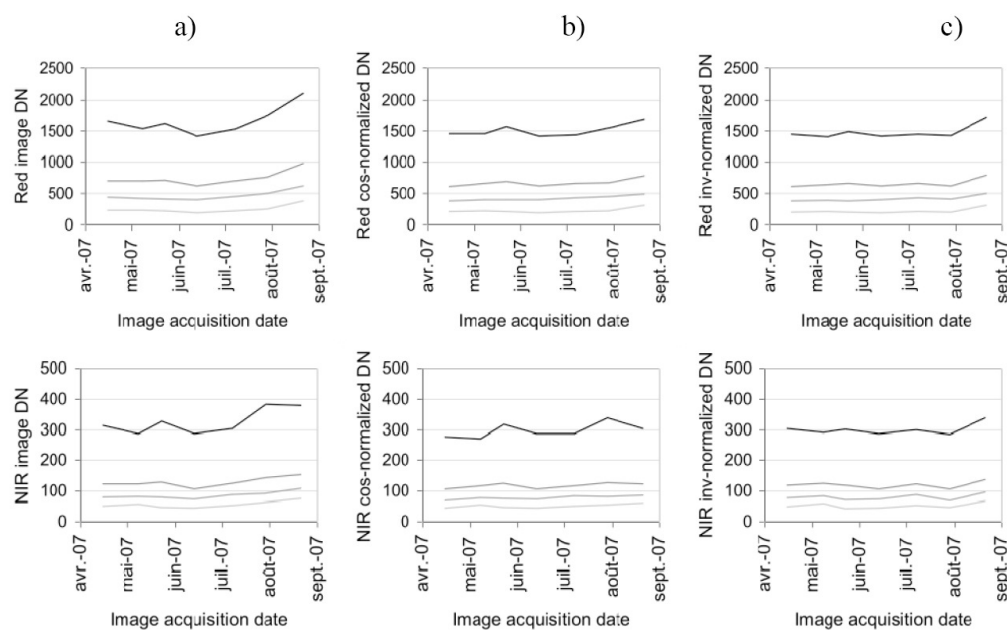 a)
b)
c)
Red image DN
2500
2000
1500
1000
500
0
avr.-07
mai-07
juin-07
juil.-07
août-07
sept.-07
Image acquisition date
Red cos-normalized DN
2500
2000
1500
1000
500
0
avr.-07
mai-07
juin-07
juil.-07
août-07
sept.-07
Image acquisition date
Red inv-normalized DN
2500
2000
1500
1000
500
0
avr.-07
mai-07
juin-07
juil.-07
août-07
sept.-07
Image acquisition date
NIR image DN
500
400
300
200
100
0
avr.-07
mai-07
juin-07
juil.-07
août-07
sept.-07
Image acquisition date
NIR cos-normalized DN
500
400
300
200
100
0
avr.-07
mai-07
juin-07
juil.-07
août-07
sept.-07
Image acquisition date
NIR inv-normalized DN
500
400
300
200
100
0
avr.-07
mai-07
juin-07
juil.-07
août-07
sept.-07
Image acquisition date